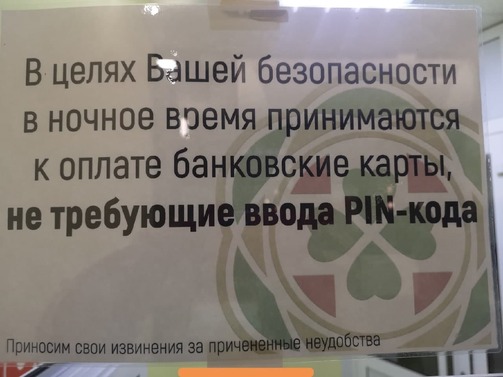 В целях Вашей безопасности
в ночное время принимаются
к оплате банковские карты,
не требующие ввода PIN-кода
Приносим свои извинения за причененные неудобства